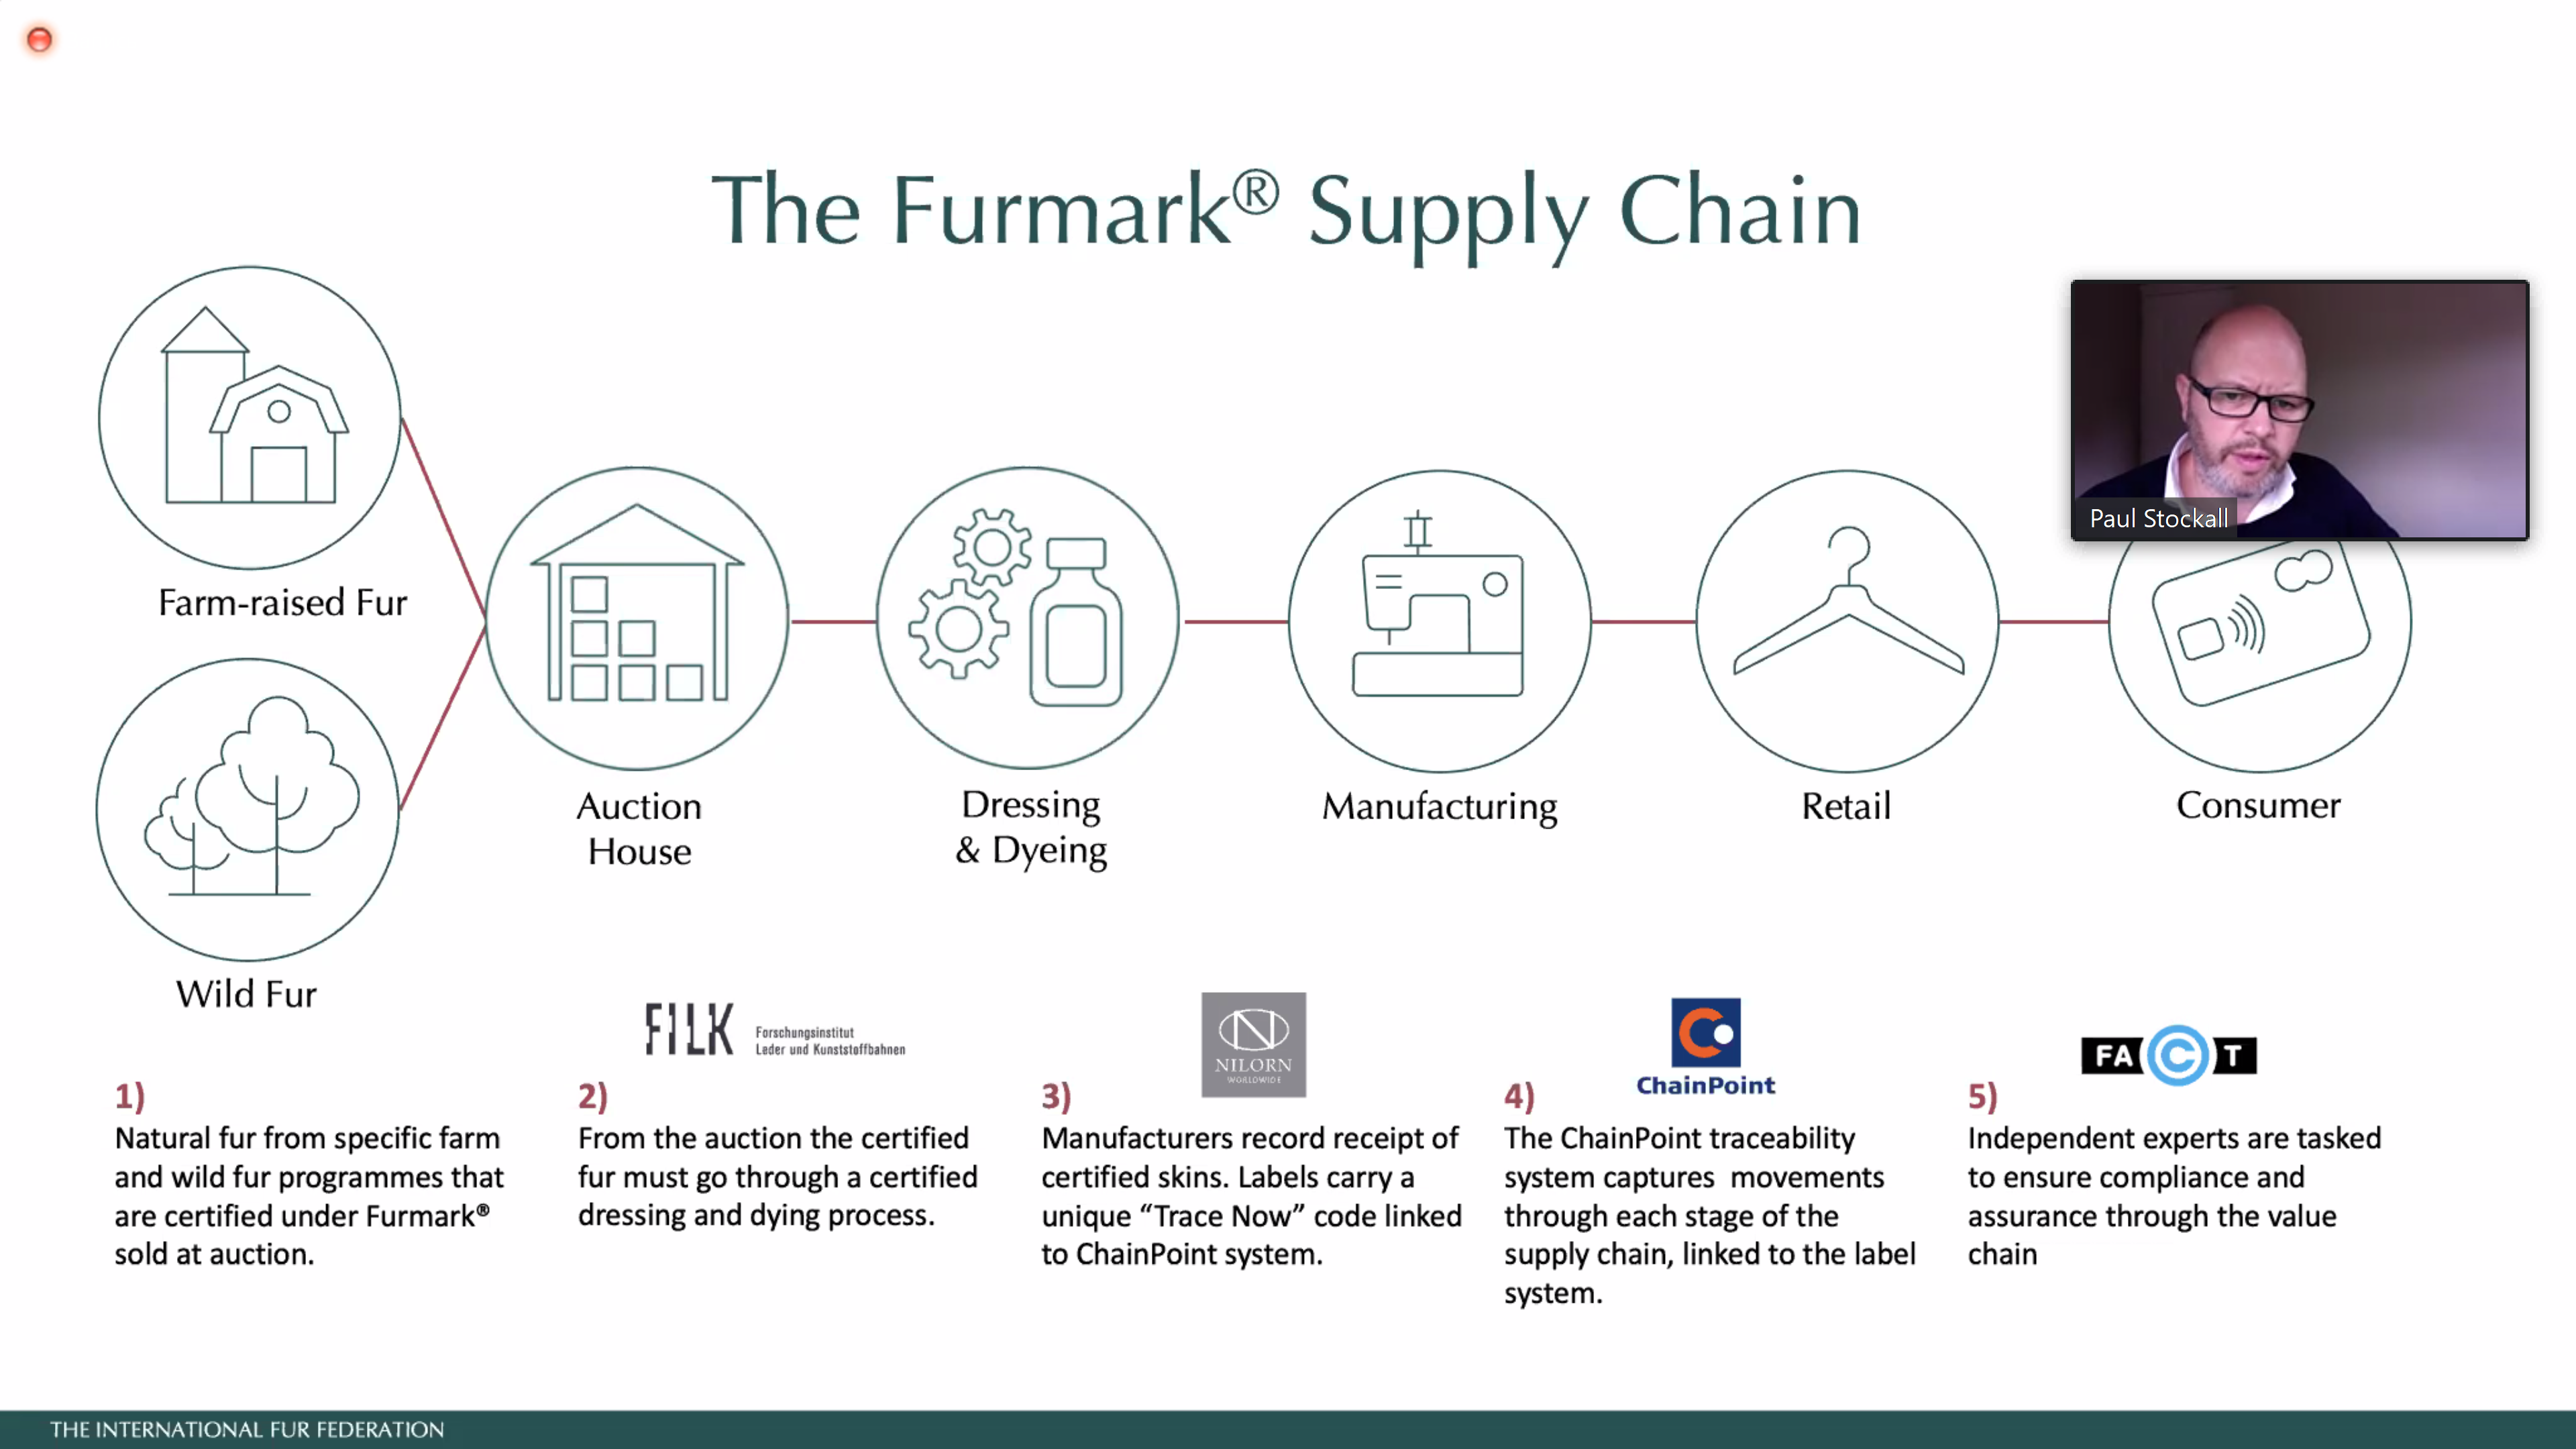 The Furmark® Supply Chain
Farm-raised Fur
Wild Fur
Auction
House
Dressing
& Dyeing
Manufacturing
Retail
Consumer
Paul Stockall
FILK
Forschungsinstitut
Leder und Kunststoffbahnen
N
NILORN
WORLDWIDE
ChainPoint
FACT
1)
Natural fur from specific farm
and wild fur programmes that
are certified under Furmark®
sold at auction.
2)
From the auction the certified
fur must go through a certified
dressing and dying process.
3)
Manufacturers record receipt of
certified skins. Labels carry a
unique “Trace Now” code linked
to ChainPoint system.
4)
The ChainPoint traceability
system captures  movements
through each stage of the
supply chain, linked to the label
system.
5)
Independent experts are tasked
to ensure compliance and
assurance through the value
chain
THE INTERNATIONAL FUR FEDERATION